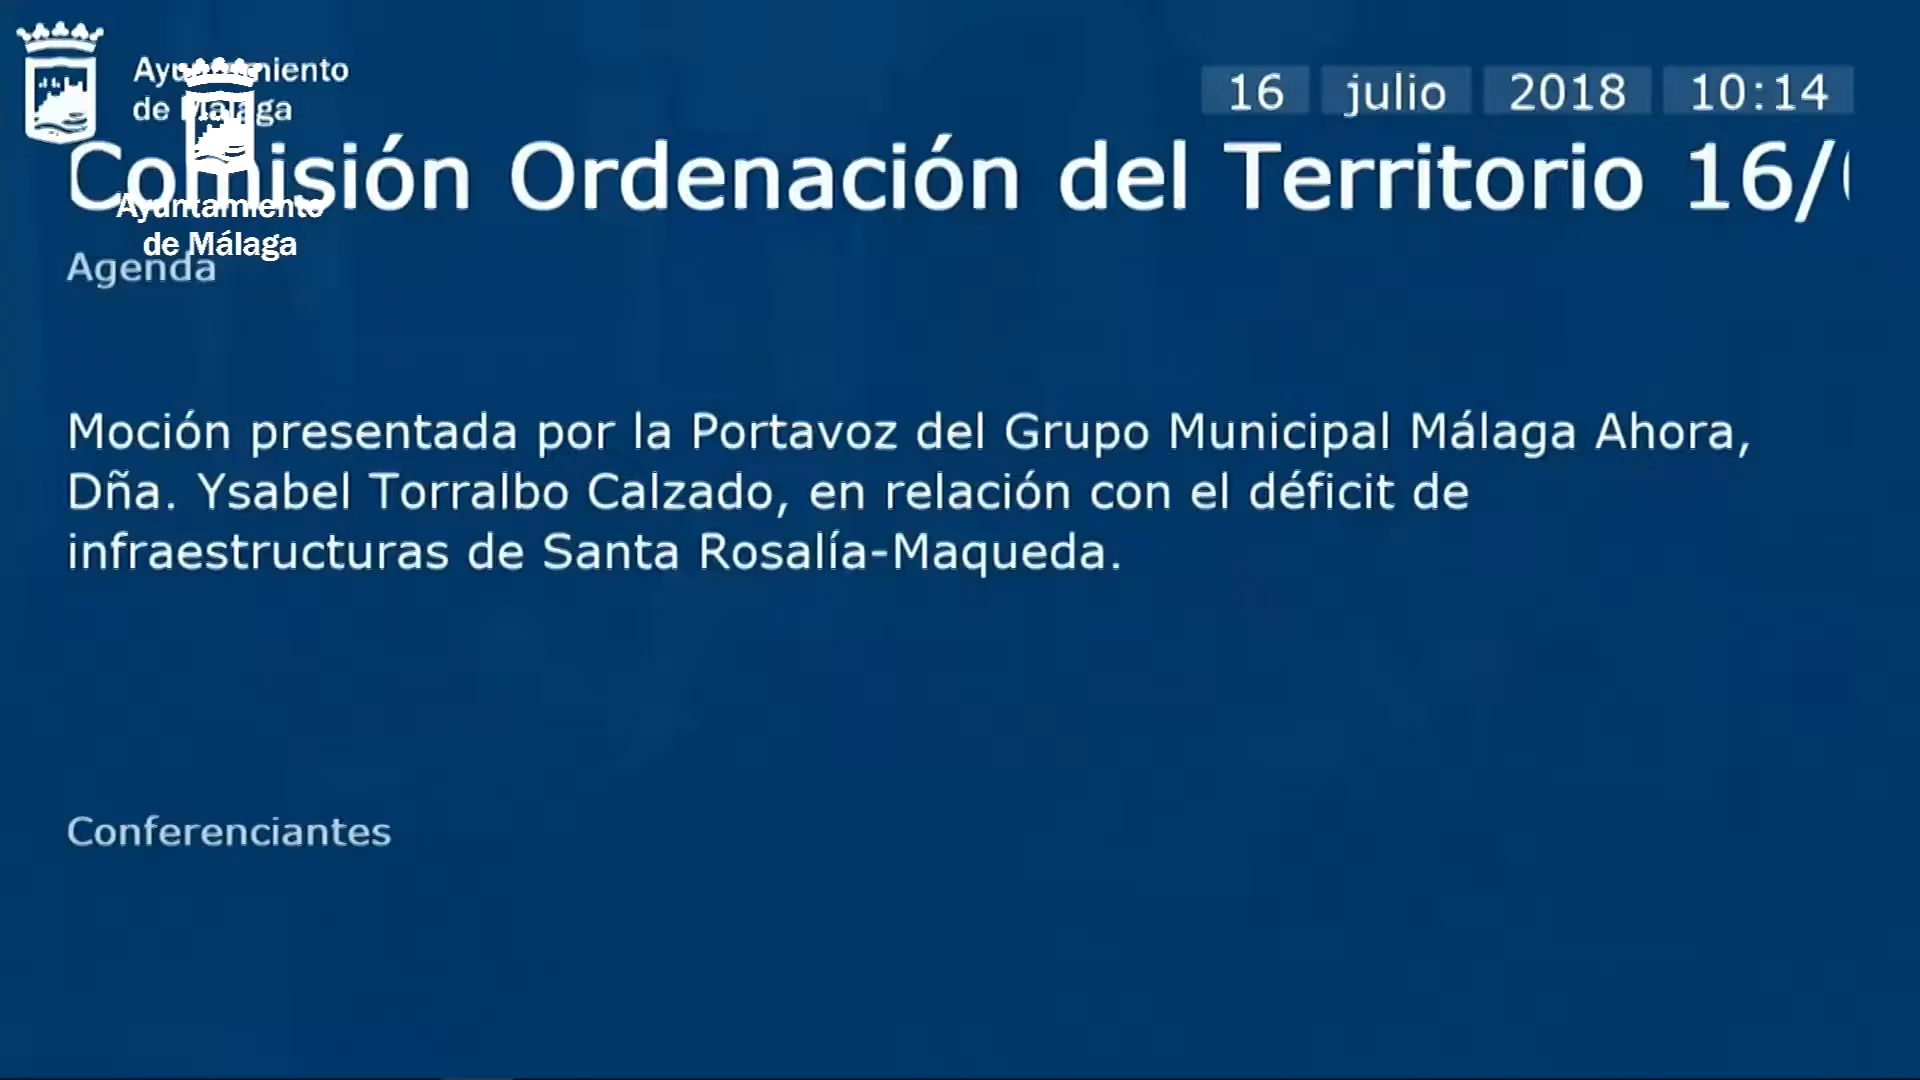 Ayuntamiento
de Málaga
16 julio 2018 10:14
Comisión Ordenación del Territorio 16/
Ayuntamiento
de Málaga
Agenda
Moción presentada por la Portavoz del Grupo Municipal Málaga Ahora,
Dña. Ysabel Torralbo Calzado, en relación con el déficit de
infraestructuras de Santa Rosalía-Maqueda.
Conferenciantes